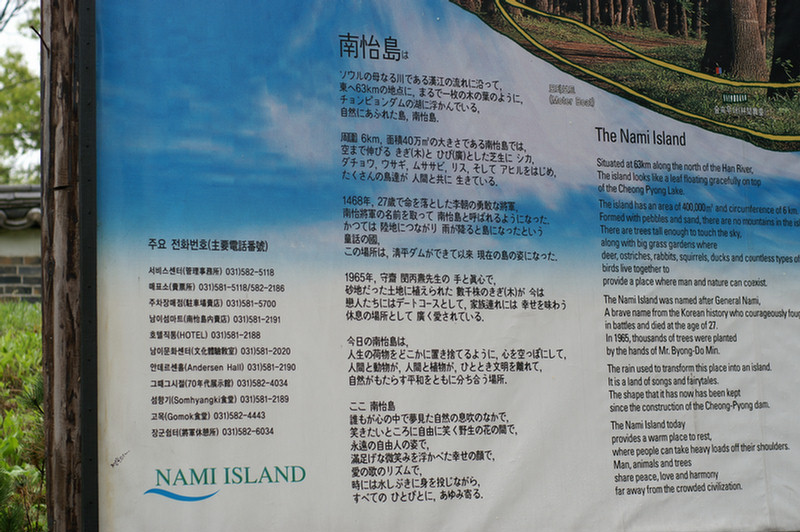 南怡島は
ソウルの母なる川である漢江の流れに沿って,
東へ63kmの地点に, まるで一枚の木の葉のように,
チョンピョンダムの湖に浮かんでいる,
自然にあふれた島, 南怡島.
周圍 6km, 面積40万㎡の大きさである南怡島では,
空まで伸びる きぎ(木)と ひび(廣)とした芝生に シカ,
ダチョウ, ウサギ, ムササビ, リス, そして アヒルをはじめ,
たくさんの鳥達が 人間と共に 生きている.
1468年, 27歳で命を落とした李朝の勇敢な將軍,
南怡將軍の名前を取って 南怡島と呼ばれるようになった.
かつては 陸地につながり 雨が降ると島になったという
童話の國,
この場所は, 清平ダムができて以来 現在の島の姿になった.
1965年, 守齋 閔丙燾先生の 手と眞心で,
砂地だった土地に植えられた 數千株のきぎ(木)が 今は
戀人たちにはデートコースとして, 家族連れには 幸せを味わう
休息の場所として 廣く愛されている.
今日の南怡島は,
人生の荷物をどこかに置き捨てるように, 心を空っぽにして,
人間と動物が, 人間と植物が, ひととき文明を離れて,
自然がもたらす平和をともに分ち合う場所.
ここ 南怡島
誰もが心の中で夢見た自然の息吹のなかで,
笑きたいところに自由に笑く野生の花の間で,
永遠の自由人の姿で,
滿足げな微笑みを浮かべた幸せの顔で,
愛の歌のリズムで,
時には水しぶきに身を投じながら,
すべての ひとびとに, あゆみ寄る.
(Motor Boat)
The Nami Island
Situated at 63km along the north of the Han River,
The island looks like a leaf floating gracefully on top
of the Cheong Pyong Lake.
The island has an area of 400,000㎡ and circumference of 6 km.
Formed with pebbles and sand, there are no mountains in the isl
There are trees tall enough to touch the sky,
along with big grass gardens where
deer, ostriches, rabbits, squirrels, ducks and countless types of
birds live together to
provide a place where man and nature can coexist.
The Nami Island was named after General Nami,
A brave name from the Korean history who courageously foug
in battles and died at the age of 27.
In 1965, thousands of trees were planted
by the hands of Mr. Byong-Do Min.
The rain used to transform this place into an island.
It is a land of songs and fairytales.
The shape that it has now has been kept
since the construction of the Cheong-Pyong dam.
The Nami Island today
provides a warm place to rest,
where people can take heavy loads off their shoulders.
Man, animals and trees
share peace, love and harmony
far away from the crowded civilization.
주요 전화번호(主要電話番號)
서비스센터(管理事務所) 031)582-5118
매표소(賣票所) 031)581-5118/582-2186
주차장매점(駐車場賣店) 031)581-5700
남이섬마트(南怡島內賣店) 031)581-2191
호텔직통(HOTEL) 031)581-2188
남이문화센터(文化體驗敎室) 031)581-2020
안데르센홀(Andersen Hall) 031)581-2190
그때그시절(70年代展示館) 031)582-4034
섬향기(Somhyangki食堂) 031)581-2189
고목(Gomok食堂) 031)582-4443
장군쉼터(將軍休憩所) 031)582-6034
NAMI ISLAND